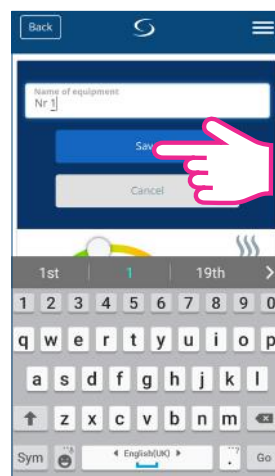 Back
Name of equipment
Nr 1
Save
Cancel
1st 1 19th
1 2 3 4 5 6 7 8 9 0
q w e r t y u i o p
a s d f g h j k l
z x c v b n m
Sym English(UK) . Go